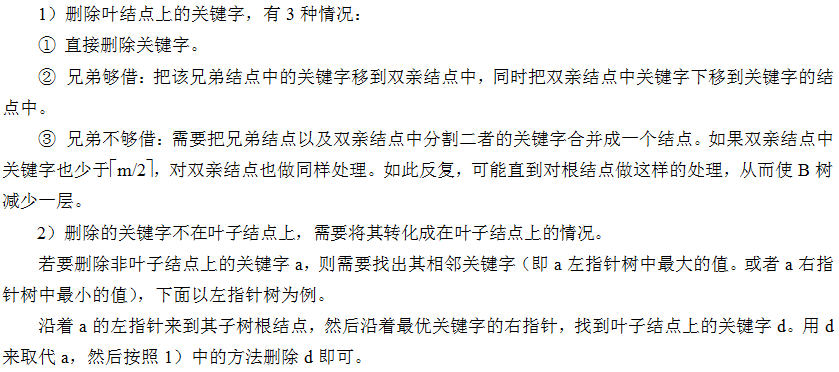 1）删除叶结点上的关键字，有 3 种情况：
① 直接删除关键字。
② 兄弟够借：把该兄弟结点中的关键字移到双亲结点中，同时把双亲结点中关键字下移到关键字的结
点中。
③ 兄弟不够借：需要把兄弟结点以及双亲结点中分割二者的关键字合并成一个结点。如果双亲结点中
关键字也少于⌈m/2⌉，对双亲结点也做同样处理。如此反复，可能直到对根结点做这样的处理，从而使 B 树
减少一层。
2）删除的关键字不在叶子结点上，需要将其转化成在叶子结点上的情况。
若要删除非叶子结点上的关键字 a，则需要找出其相邻关键字（即 a 左指针树中最大的值。或者 a 右指
针树中最小的值），下面以左指针树为例。
沿着 a 的左指针来到其子树根结点，然后沿着最优关键字的右指针，找到叶子结点上的关键字 d。用 d
来取代 a，然后按照 1）中的方法删除 d 即可。